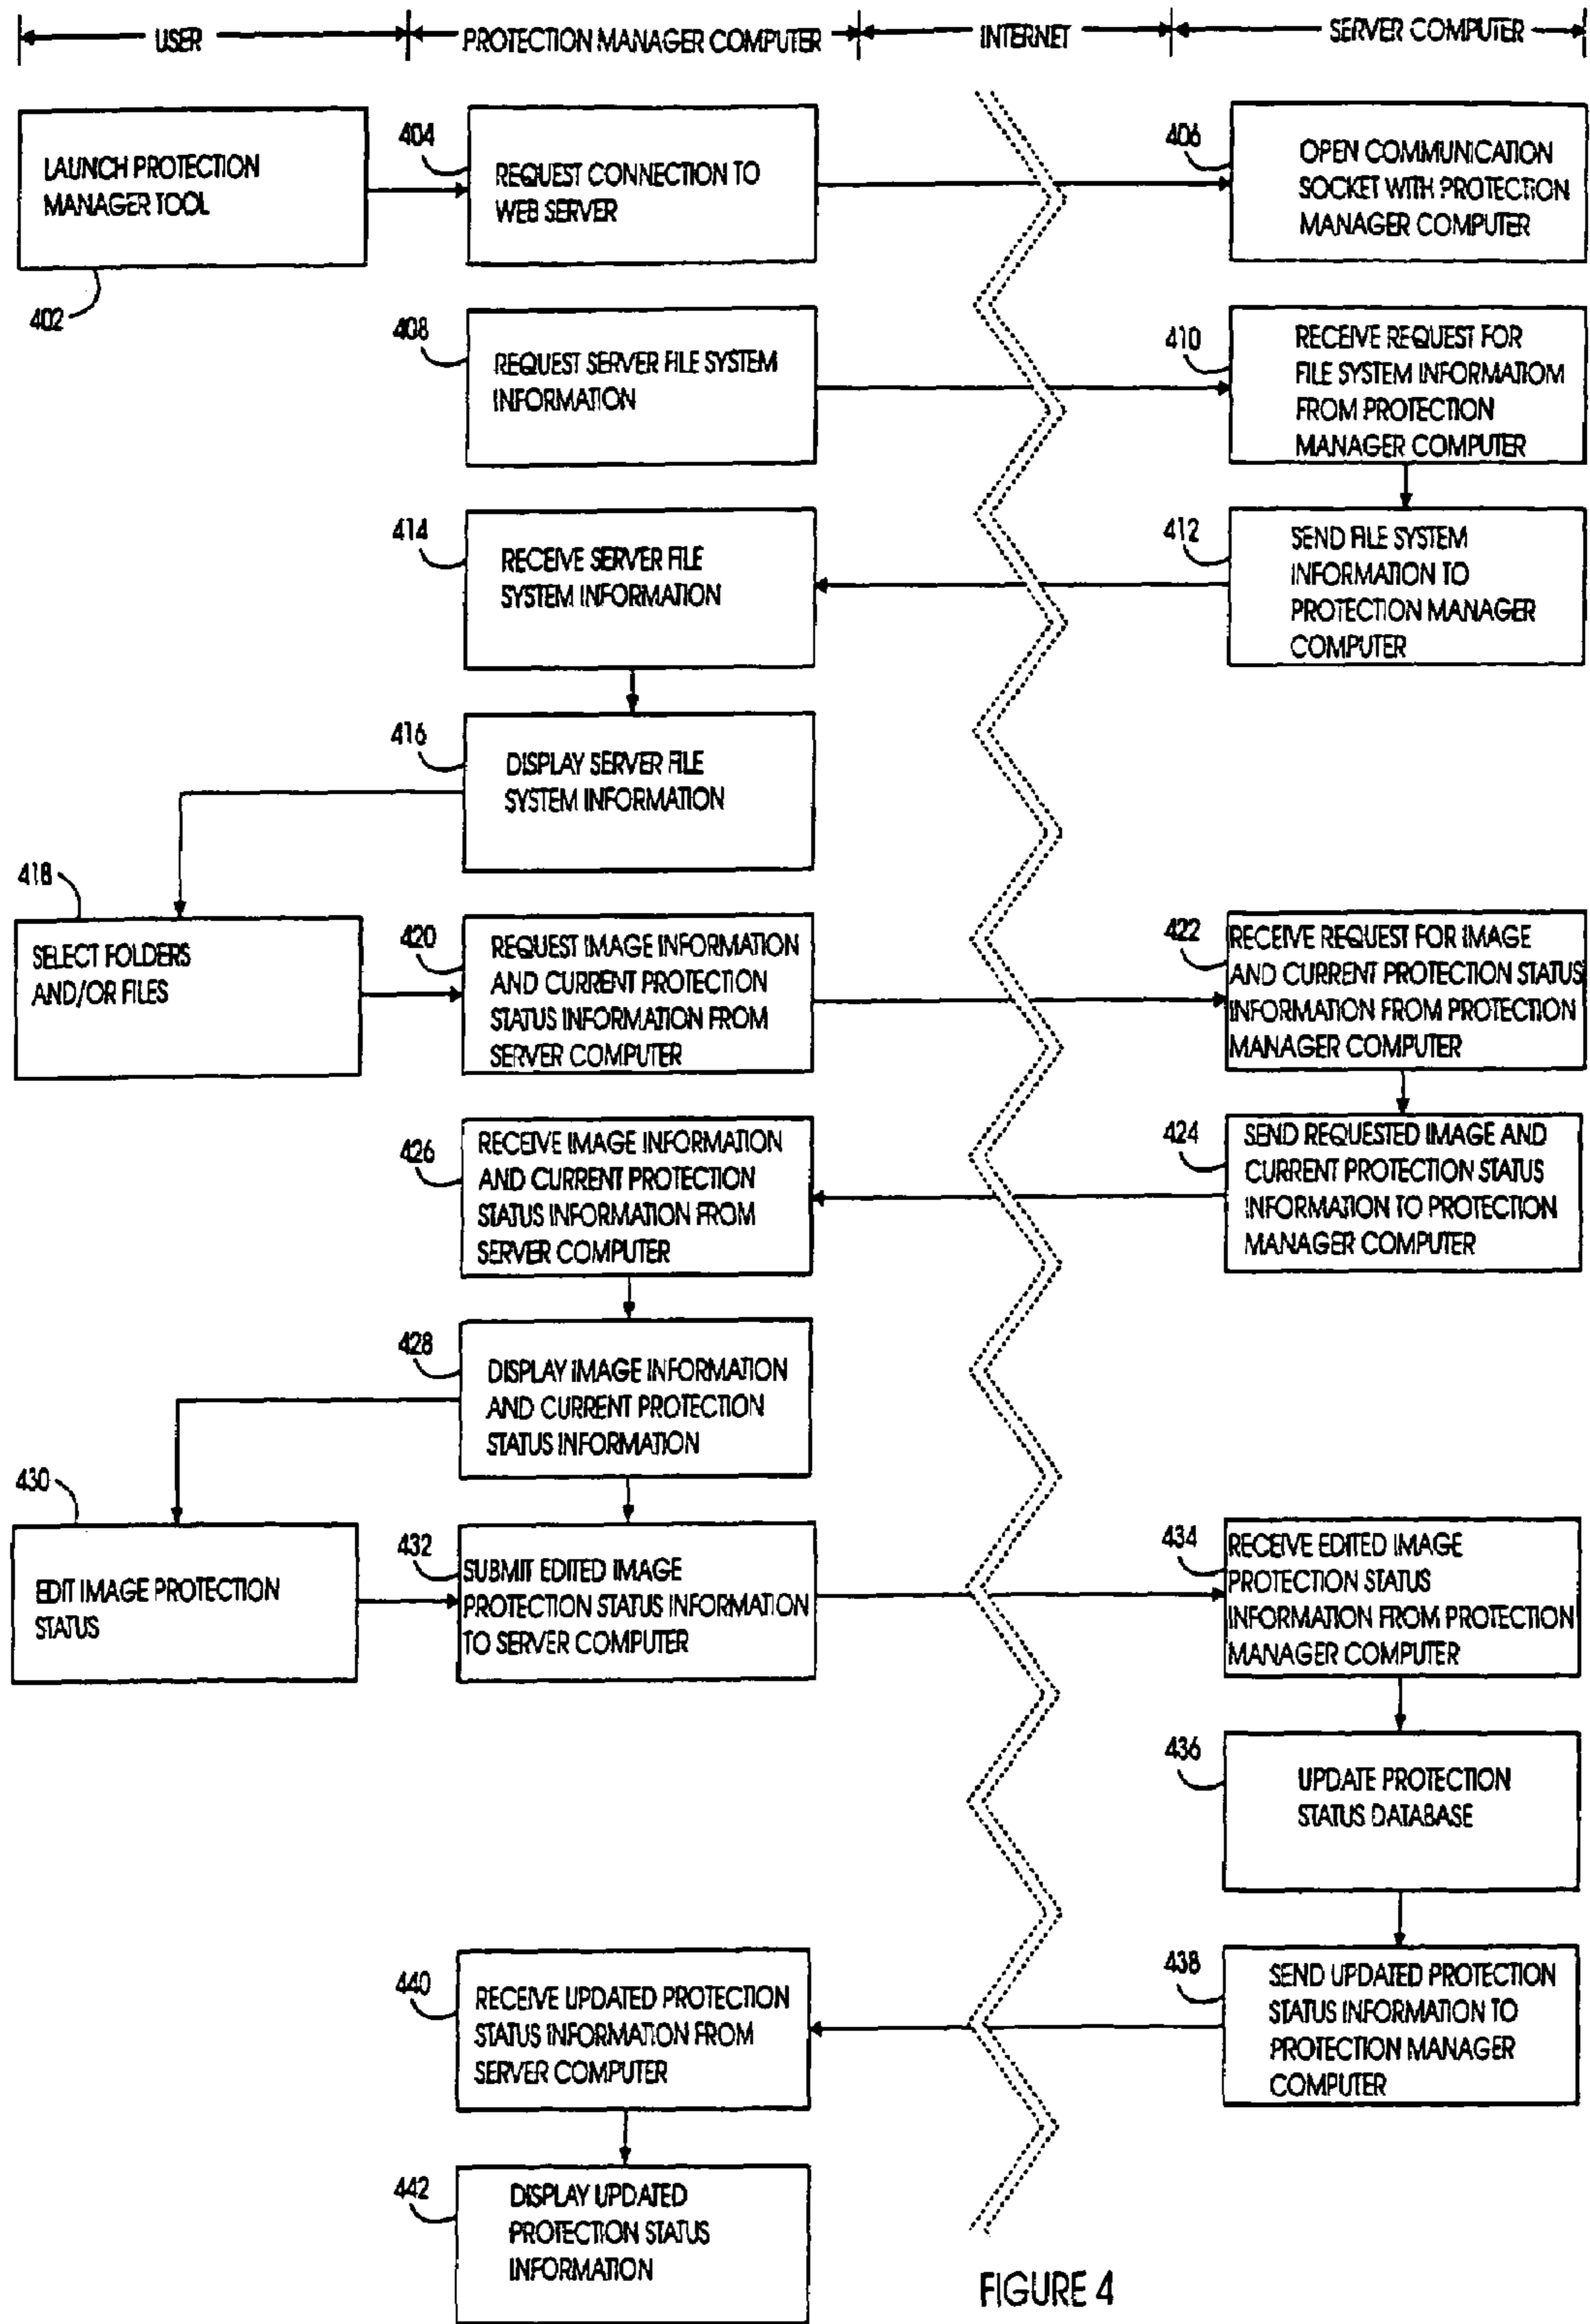 USER
PROTECTION MANAGER COMPUTER
INTERNET
SERVER COMPUTER
LAUNCH PROTECTION
MANAGER TOOL
402
404
REQUEST CONNECTION TO
WEB SERVER
406
OPEN COMMUNICATION
SOCKET WITH PROTECTION
MANAGER COMPUTER
408
REQUEST SERVER FILE SYSTEM
INFORMATION
410
RECEIVE REQUEST FOR
FILE SYSTEM INFORMATIOM
FROM PROTECTION
MANAGER COMPUTER
412
SEND FILE SYSTEM
INFORMATION TO
PROTECTION MANAGER
COMPUTER
414
RECEIVE SERVER FILE
SYSTEM INFORMATION
416
DISPLAY SERVER FILE
SYSTEM INFORMATION
418
SELECT FOLDERS
AND/OR FILES
420
REQUEST IMAGE INFORMATION
AND CURRENT PROTECTION
STATUS INFORMATION FROM
SERVER COMPUTER
422
RECEIVE REQUEST FOR IMAGE
AND CURRENT PROTECTION STATUS
INFORMATION FROM PROTECTION
MANAGER COMPUTER
424
SEND REQUESTED IMAGE AND
CURRENT PROTECTION STATUS
INFORMATION TO PROTECTION
MANAGER COMPUTER
426
RECEIVE IMAGE INFORMATION
AND CURRENT PROTECTION
STATUS INFORMATION FROM
SERVER COMPUTER
428
DISPLAY IMAGE INFORMATION
AND CURRENT PROTECTION
STATUS INFORMATION
430
EDIT IMAGE PROTECTION
STATUS
432
SUBMIT EDITED IMAGE
PROTECTION STATUS INFORMATION
TO SERVER COMPUTER
434
RECEIVE EDITED IMAGE
PROTECTION STATUS
INFORMATION FROM PROTECTION
MANAGER COMPUTER
436
UPDATE PROTECTION
STATUS DATABASE
438
SEND UPDATED PROTECTION
STATUS INFORMATION TO
PROTECTION MANAGER
COMPUTER
440
RECEIVE UPDATED PROTECTION
STATUS INFORMATION FROM
SERVER COMPUTER
442
DISPLAY UPDATED
PROTECTION STATUS
INFORMATION
FIGURE 4